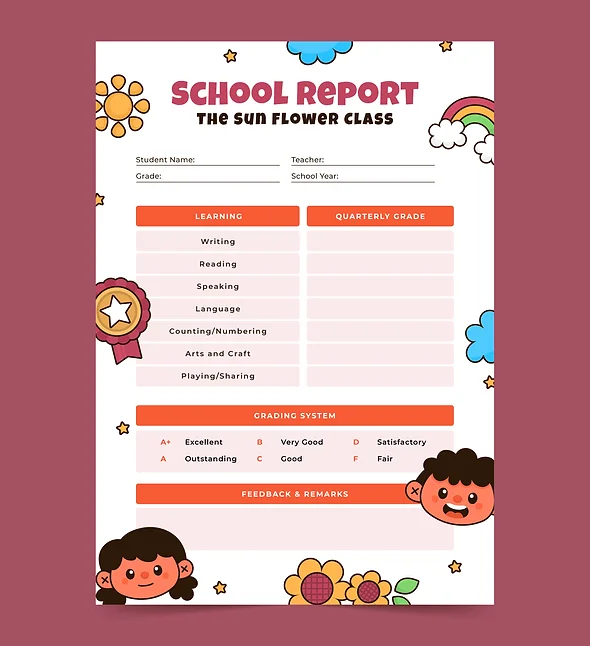 SCHOOL REPORT
THE SUN FLOWER CLASS
Student Name: Teacher:
Grade: School Year:
LEARNING QUARTERLY GRADE
Writing
Reading
Speaking
Language
Counting/Numbering
Arts and Craft
Playing/Sharing
GRADING SYSTEM
A+ Excellent B Very Good D Satisfactory
A Outstanding C Good F Fair
FEEDBACK & REMARKS